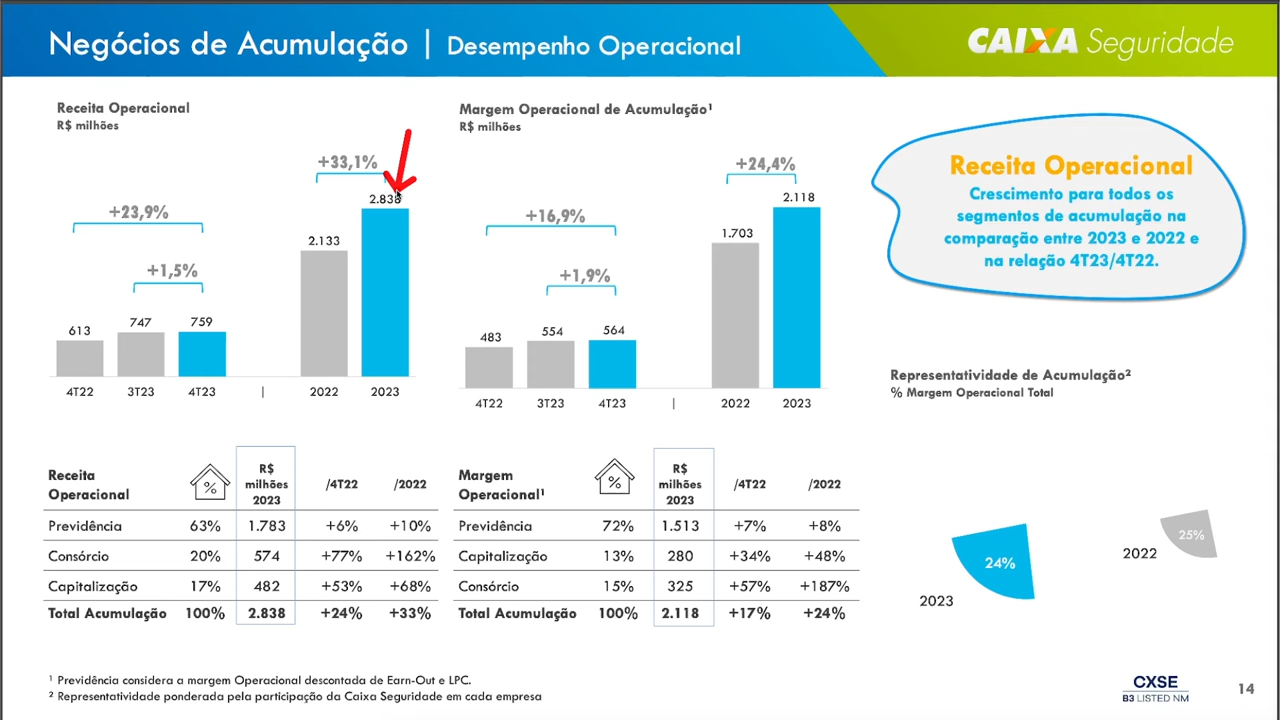 Negócios de Acumulação | Desempenho Operacional
CAIXA Seguridade
Receita Operacional
R$ milhões
+33,1%
2.838
+23,9%
2.133
+1,5%
613
747
759
4T22
3T23
4T23
|
2022
2023
Margem Operacional de Acumulação¹
R$ milhões
+24,4%
2.118
+16,9%
1.703
+1,9%
483
554
564
4T22
3T23
4T23
|
2022
2023
Receita Operacional
Crescimento para todos os
segmentos de acumulação na
comparação entre 2023 e 2022 e
na relação 4T23/4T22.
Representatividade de Acumulação²
% Margem Operacional Total
24%
2023
25%
2022
Receita Operacional % R$ milhões 2023 /4T22 /2022
Previdência 63% 1.783 +6% +10%
Consórcio 20% 574 +77% +162%
Capitalização 17% 482 +53% +68%
Total Acumulação 100% 2.838 +24% +33%
Margem Operacional¹ % R$ milhões 2023 /4T22 /2022
Previdência 72% 1.513 +7% +8%
Capitalização 13% 280 +34% +48%
Consórcio 15% 325 +57% +187%
Total Acumulação 100% 2.118 +17% +24%
¹ Previdência considera a margem Operacional descontada de Earn-Out e LPC.
² Representatividade ponderada pela participação da Caixa Seguridade em cada empresa
CXSE
B3 LISTED NM
14